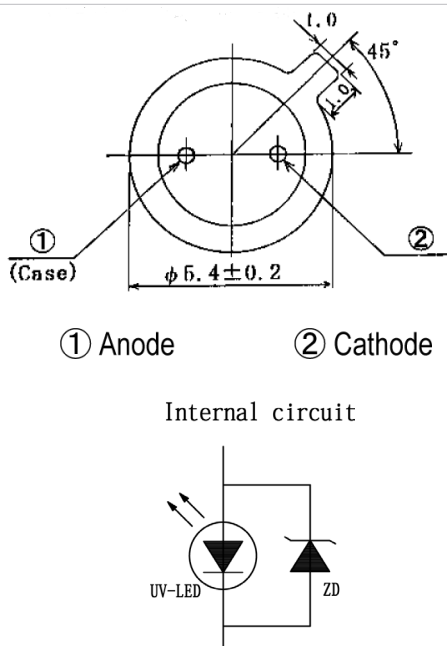 1.0
45°
1.0
① ②
(Case)
φ5.4±0.2
① Anode ② Cathode
Internal circuit
UV-LED ZD